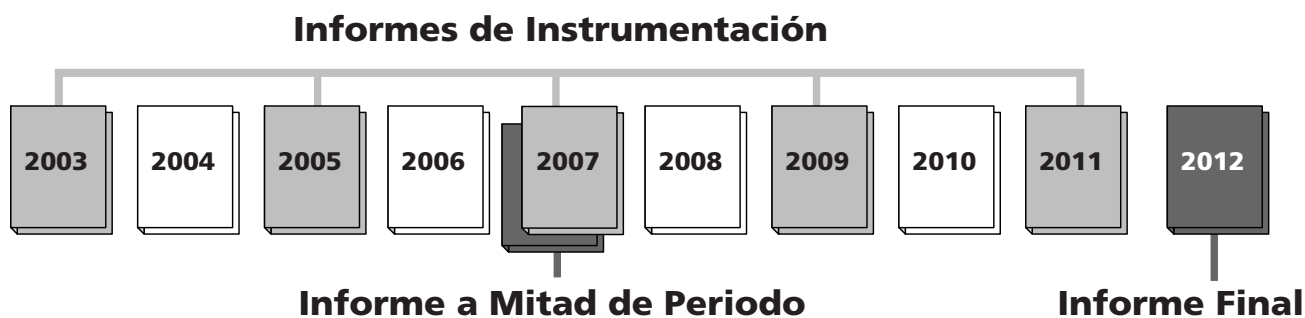 Informes de Instrumentación
2003 2004 2005 2006 2007 2008 2009 2010 2011 2012
Informe a Mitad de Periodo Informe Final